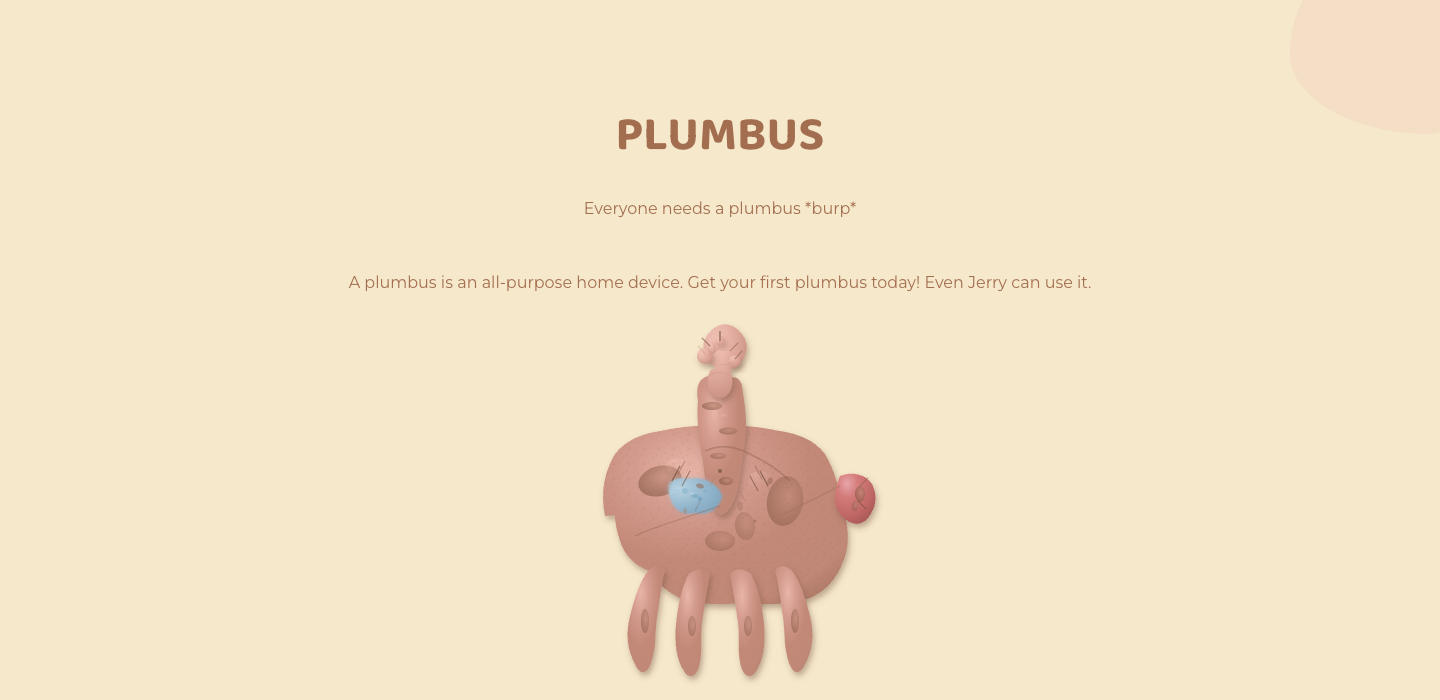 PLUMBUS
Everyone needs a plumbus *burp*
A plumbus is an all-purpose home device. Get your first plumbus today! Even Jerry can use it.